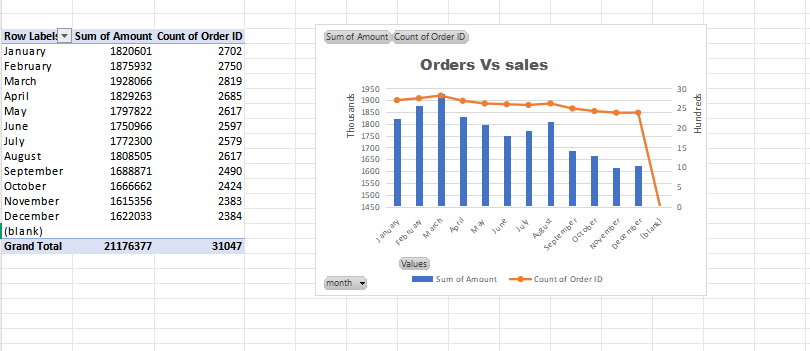 Row Labels Sum of Amount Count of Order ID
January 1820601 2702
February 1875932 2750
March 1928066 2819
April 1829263 2685
May 1797822 2617
June 1750966 2597
July 1772300 2579
August 1808505 2617
September 1688871 2490
October 1666662 2424
November 1615356 2383
December 1622033 2384
(blank)
Grand Total 21176377 31047
Sum of Amount Count of Order ID
Orders Vs sales
Thousands
1950
1900
1850
1800
1750
1700
1650
1600
1550
1500
1450
30
25
20
15
10
5
0
Hundreds
January February March April May June July August September October November December (blank)
Values
Sum of Amount Count of Order ID
month